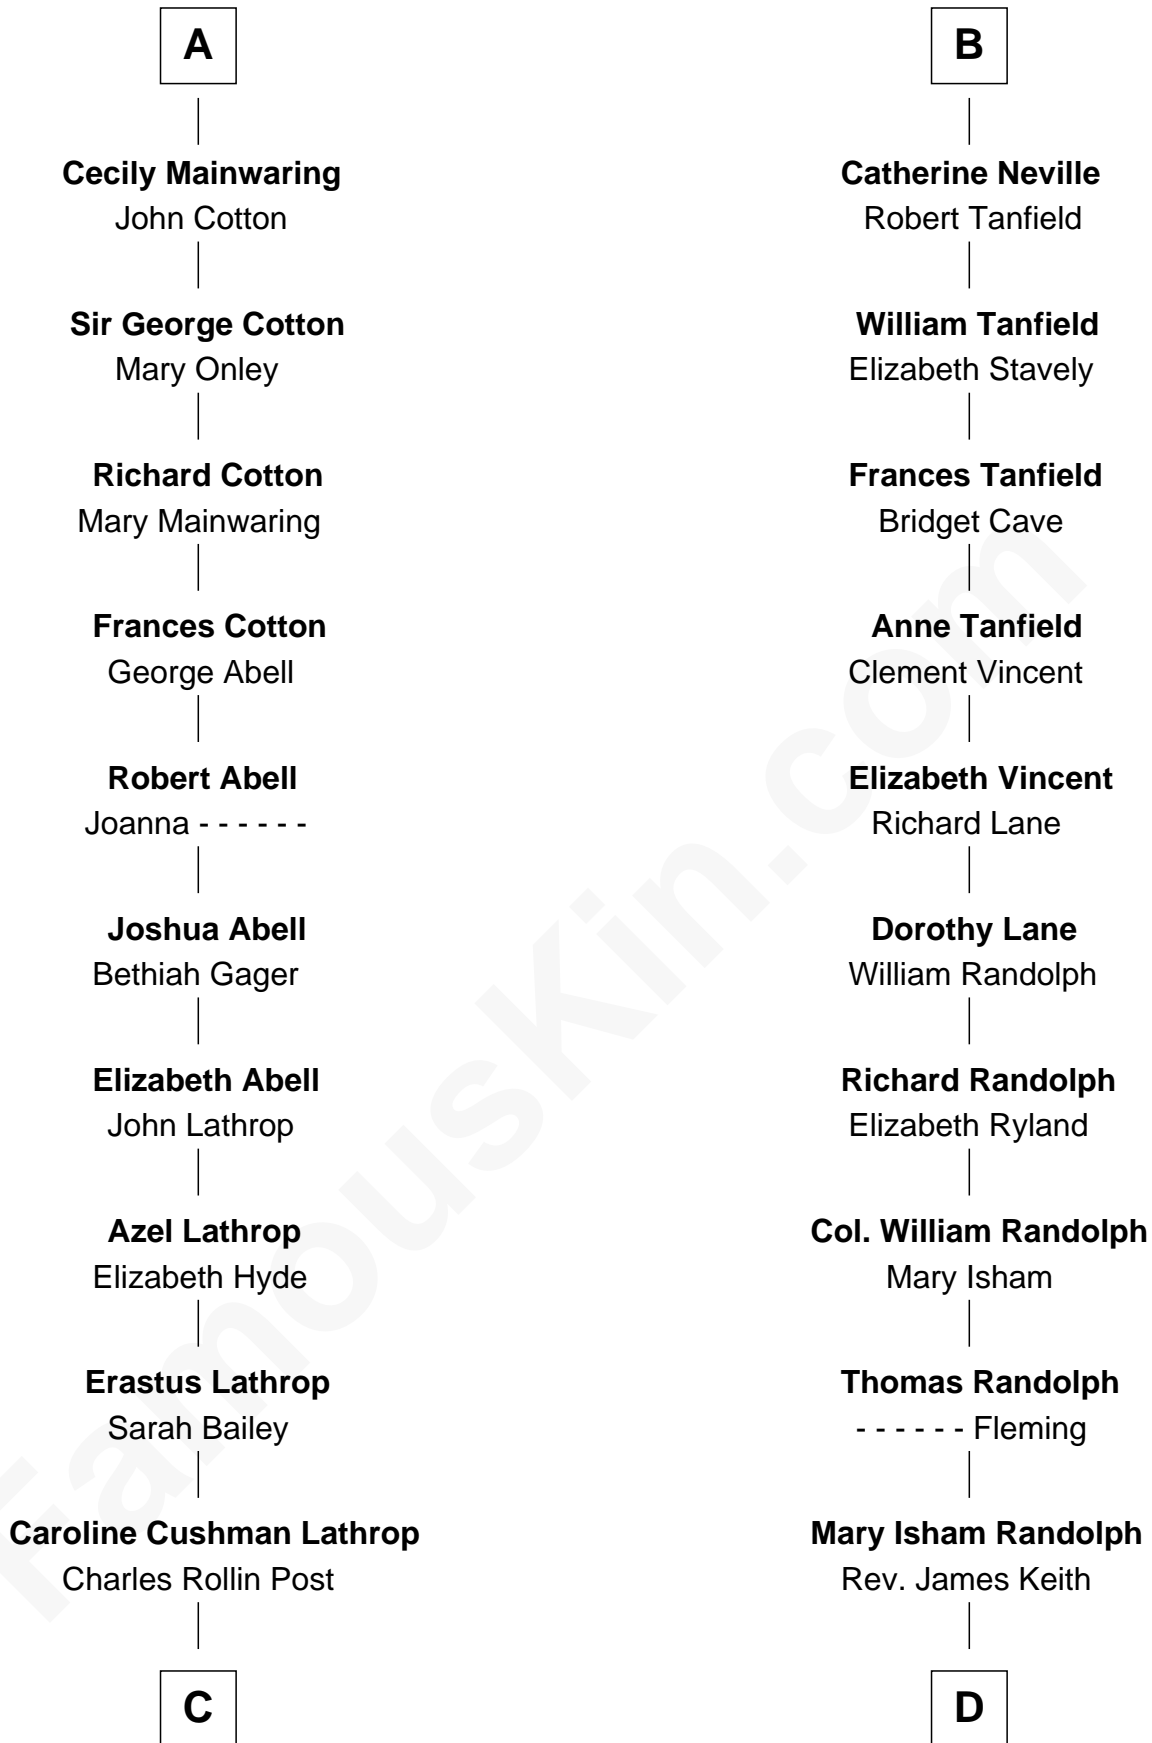 A
Cecily Mainwaring
John Cotton
Sir George Cotton
Mary Onley
Richard Cotton
Mary Mainwaring
Frances Cotton
George Abell
Robert Abell
Joanna - - - - - -
Joshua Abell
Bethiah Gager
Elizabeth Abell
John Lathrop
Azel Lathrop
Elizabeth Hyde
Erastus Lathrop
Sarah Bailey
Caroline Cushman Lathrop
Charles Rollin Post
C
B
Catherine Neville
Robert Tanfield
William Tanfield
Elizabeth Stavely
Frances Tanfield
Bridget Cave
Anne Tanfield
Clement Vincent
Elizabeth Vincent
Richard Lane
Dorothy Lane
William Randolph
Richard Randolph
Elizabeth Ryland
Col. William Randolph
Mary Isham
Thomas Randolph
- - - - - - Fleming
Mary Isham Randolph
Rev. James Keith
D
FamousKin.com